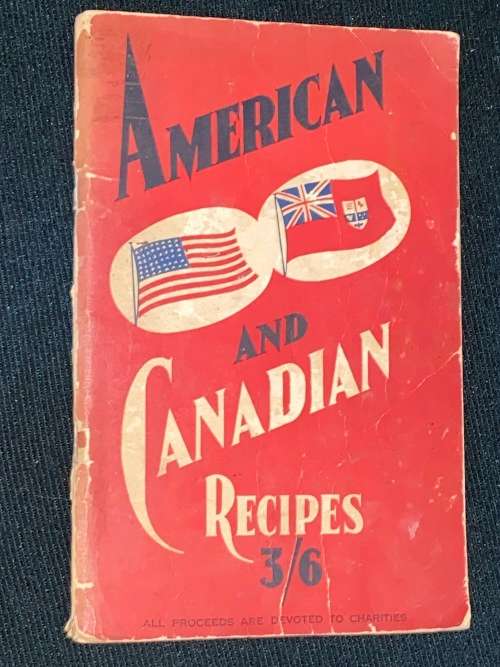 AMERICAN
AND
CANADIAN
RECIPES
3/6
ALL PROCEEDS ARE DEVOTED TO CHARITIES